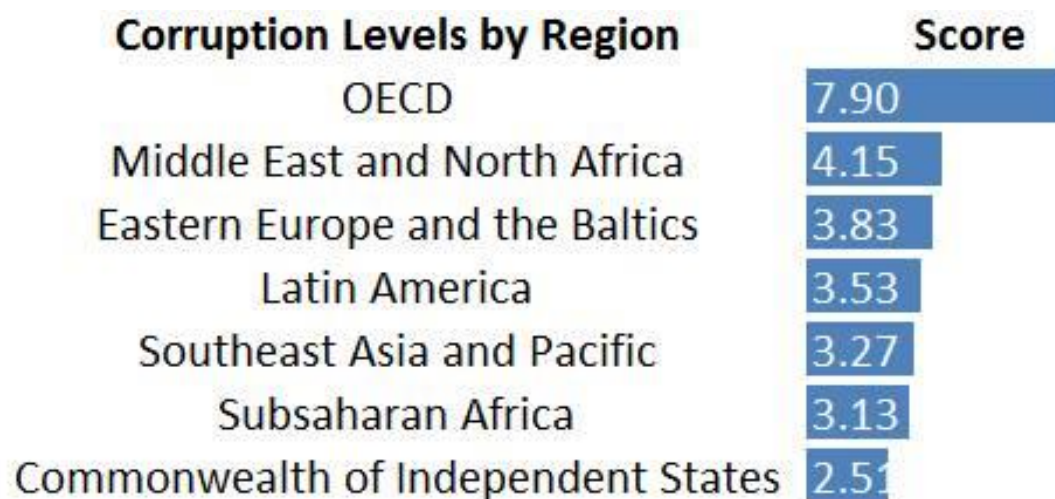 Corruption Levels by Region Score
OECD 7.90
Middle East and North Africa 4.15
Eastern Europe and the Baltics 3.83
Latin America 3.53
Southeast Asia and Pacific 3.27
Subsaharan Africa 3.13
Commonwealth of Independent States 2.51